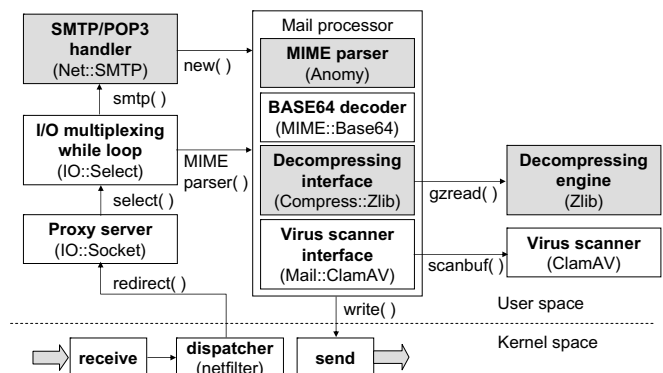 SMTP/POP3
handler
(Net::SMTP)
new( )
smtp( )
I/O multiplexing
while loop
(IO::Select)
MIME
parser()
select( )
Proxy server
(IO::Socket)
redirect( )
Mail processor
MIME parser
(Anomy)
BASE64 decoder
(MIME::Base64)
Decompressing
interface
(Compress::Zlib)
gzread( )
Decompressing
engine
(Zlib)
Virus scanner
interface
(Mail::ClamAV)
scanbuf( )
Virus scanner
(ClamAV)
write( )
User space
Kernel space
receive
dispatcher
(netfilter)
send